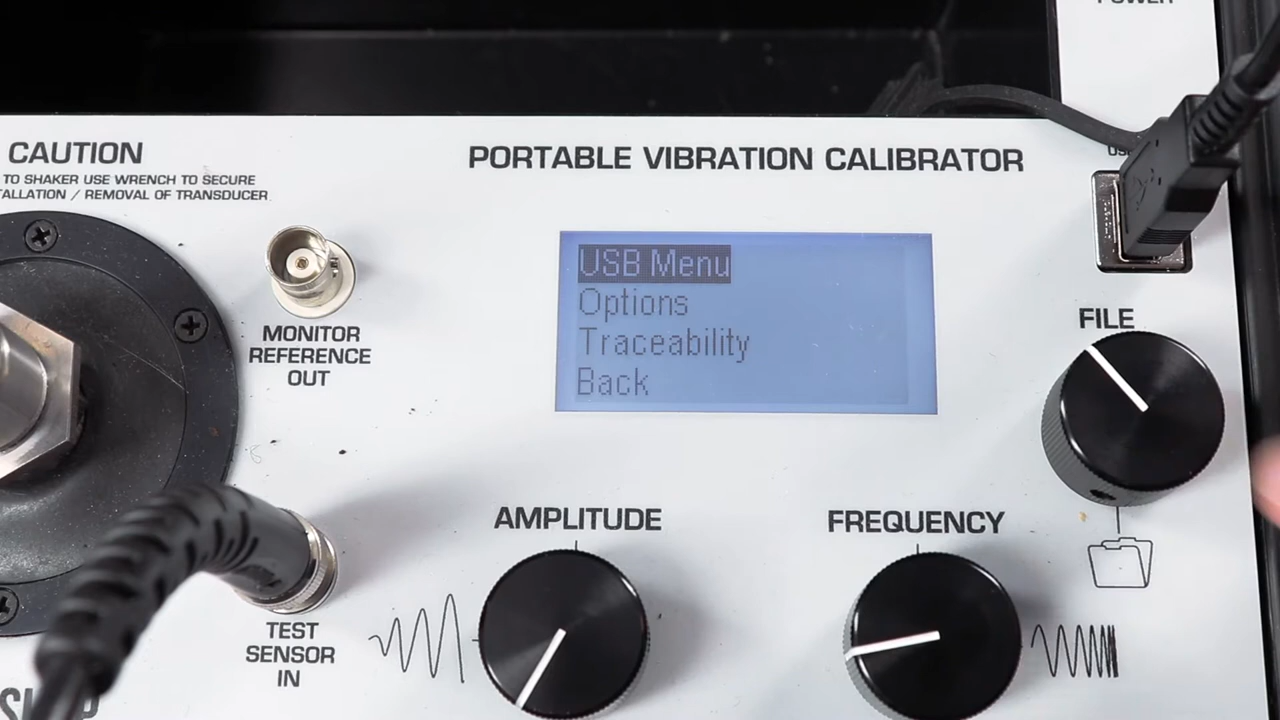 POWER
CAUTION
TO SHAKER USE WRENCH TO SECURE
/ REMOVAL OF TRANSDUCER
PORTABLE VIBRATION CALIBRATOR
MONITOR
REFERENCE
OUT
USB Menu
Options
Traceability
Back
FILE
AMPLITUDE
FREQUENCY
TEST
SENSOR
IN